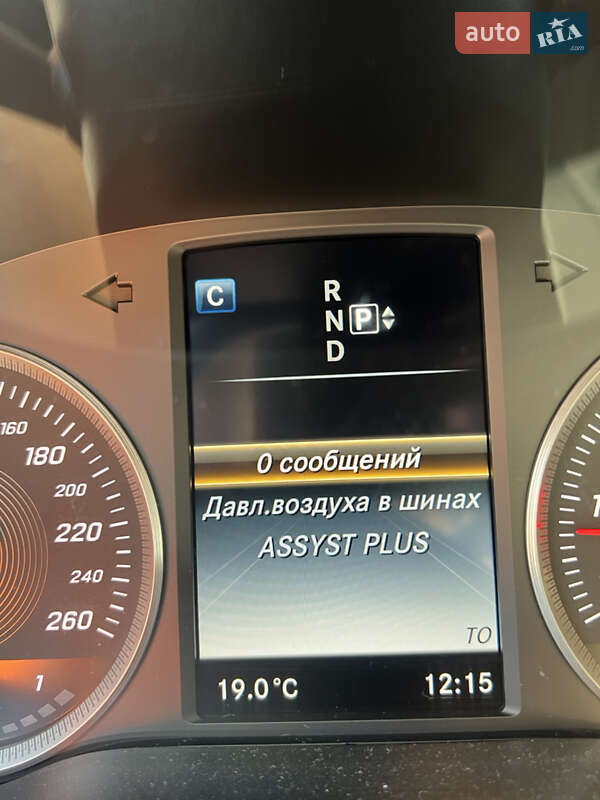 auto RIA .com
C
R
N P
D
0 сообщений
Давл.воздуха в шинах
ASSYST PLUS
ТО
19.0°C
12:15
160
180
200
220
240
260
1
1